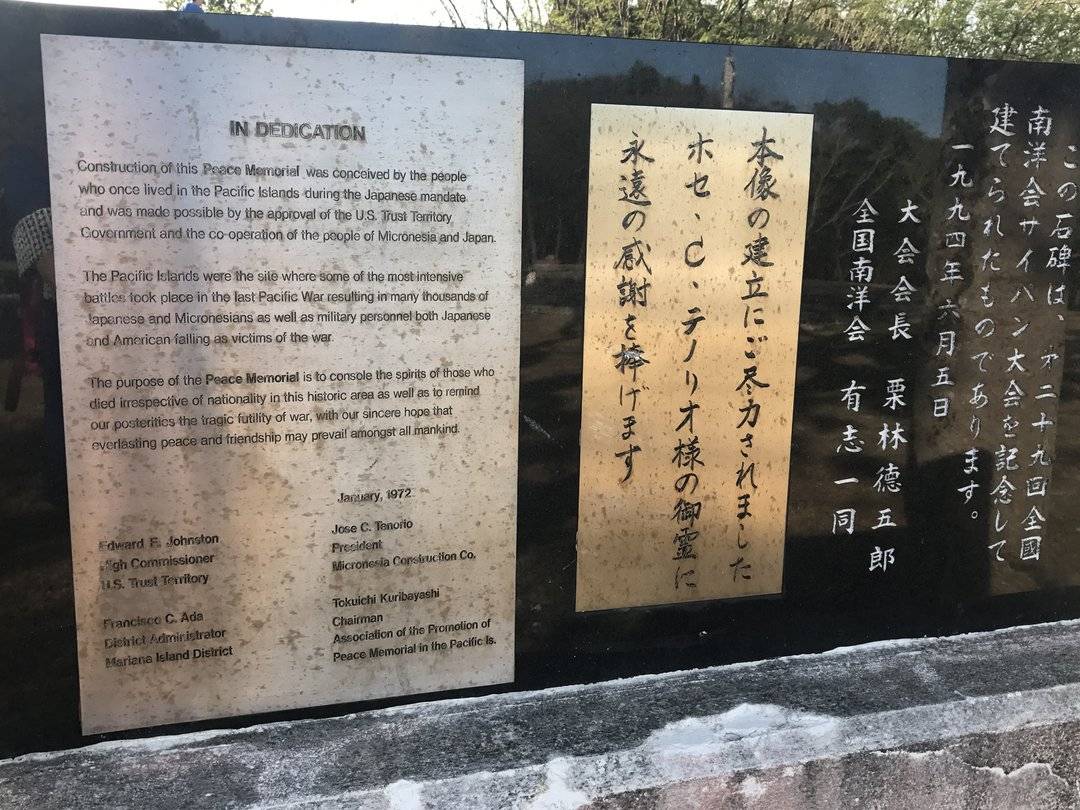 IN DEDICATION
Construction of this Peace Memorial was conceived by the people
who once lived in the Pacific Islands during the Japanese mandate
and was made possible by the approval of the U.S. Trust Territory
Government and the co-operation of the people of Micronesia and Japan.
The Pacific Islands were the site where some of the most intensive
battles took place in the last Pacific War resulting in many thousands of
Japanese and Micronesians as well as military personnel both Japanese
and American falling as victims of the war.
The purpose of the Peace Memorial is to console the spirits of those who
died irrespective of nationality in this historic area as well as to remind
our posterities the tragic futility of war, with our sincere hope that
everlasting peace and friendship may prevail amongst all mankind.
January, 1972
Edward E. Johnston
High Commissioner
U.S. Trust Territory
Francisco C. Ada
District Administrator
Mariana Island District
Jose C. Tenorio
President
Micronesia Construction Co.
Tokuichi Kuribayashi
Chairman
Association of the Promotion of
Peace Memorial in the Pacific Is.
本像の建立にご尽力されました
ホセ、C、テノリオ様の御霊に
永遠の感謝を捧げます
この石碑は、才二十九回全國
南洋会サイパン大会を記念して
建てられたものであります。
一九九四年六月五日
大会会長 栗林德五郎
全国南洋会 有志一同